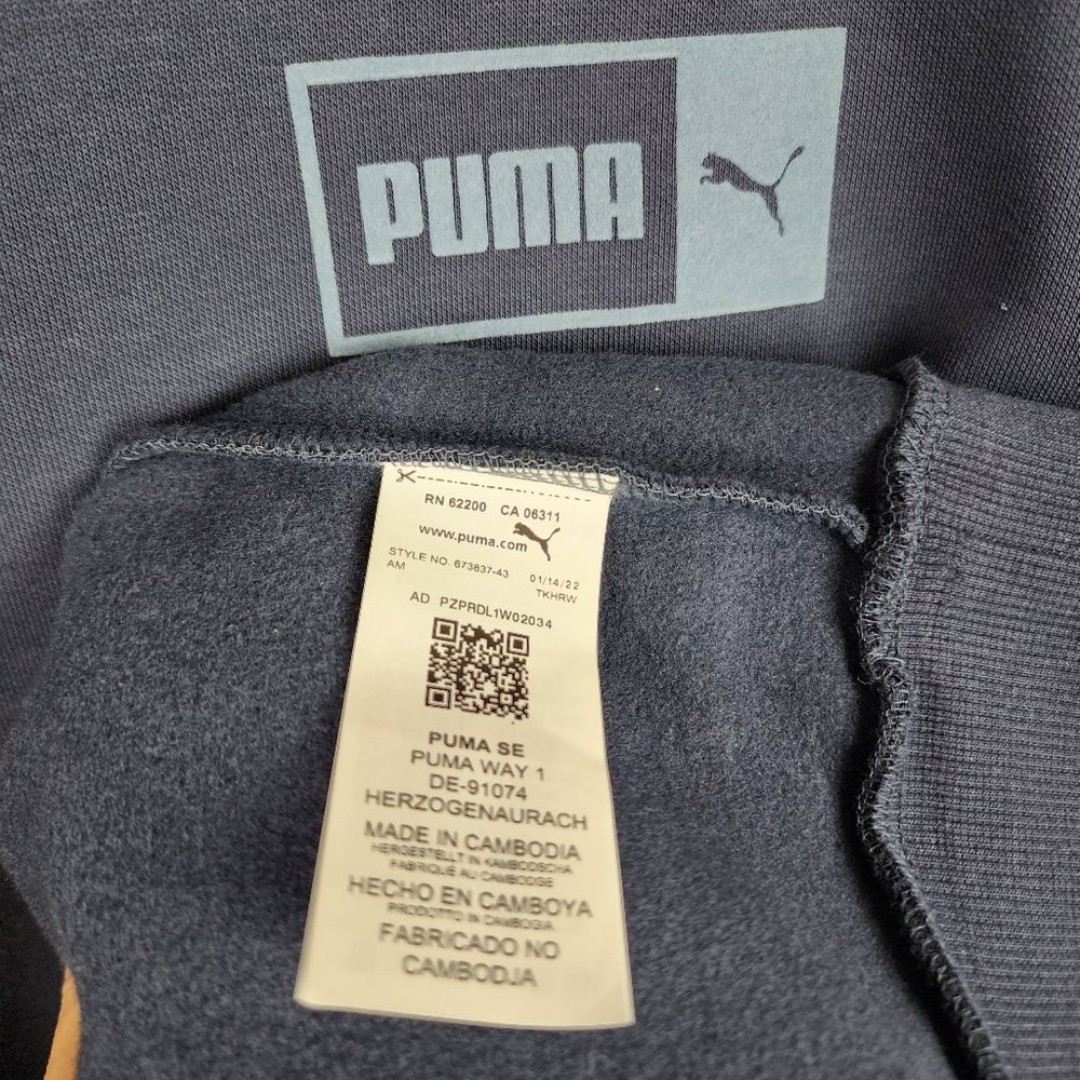 PUMA
RN 62200 CA 06311
www.puma.com
STYLE NO. 673837-43 01/14/22
AM TKHRW
AD PZPRDL1W02034
PUMA SE
PUMA WAY 1
DE-91074
HERZOGENAURACH
MADE IN CAMBODIA
HERGESTELLT IN KAMBODSCHA
FABRIQUE AU CAMBODGE
HECHO EN CAMBOYA
PRODOTTO IN CAMBOGIA
FABRICADO NO
CAMBODJA